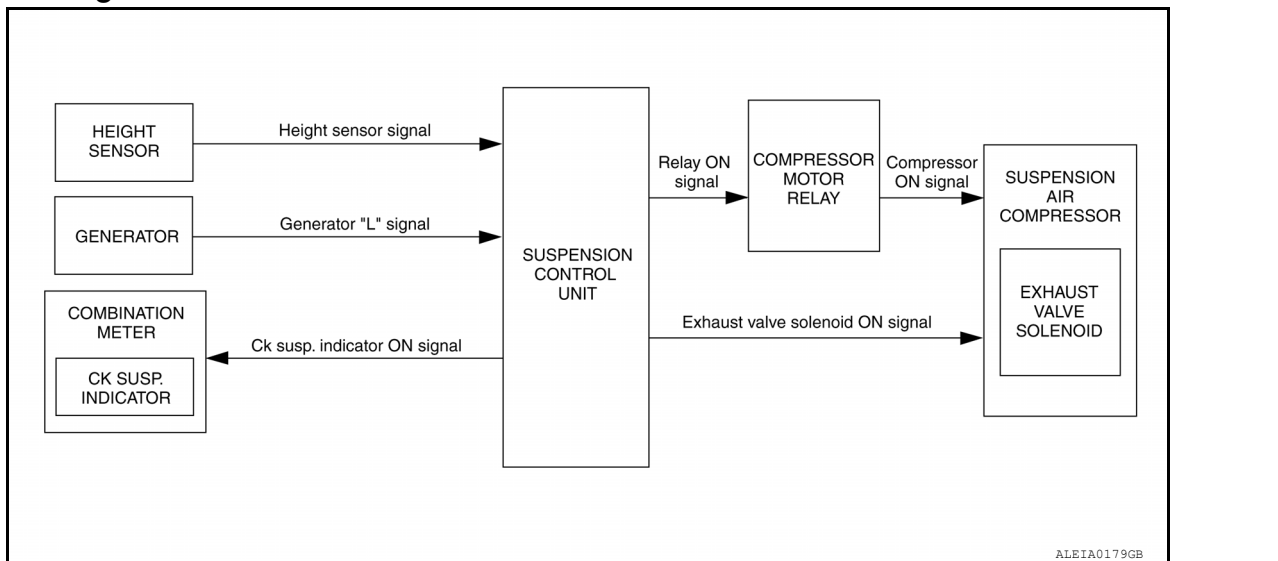 HEIGHT
SENSOR
Height sensor signal
GENERATOR
Generator "L" signal
COMBINATION
METER
CK SUSP.
INDICATOR
Ck susp. indicator ON signal
SUSPENSION
CONTROL
UNIT
Relay ON
signal
COMPRESSOR
MOTOR
RELAY
Compressor
ON signal
Exhaust valve solenoid ON signal
SUSPENSION
AIR
COMPRESSOR
EXHAUST
VALVE
SOLENOID
ALEIA0179GB